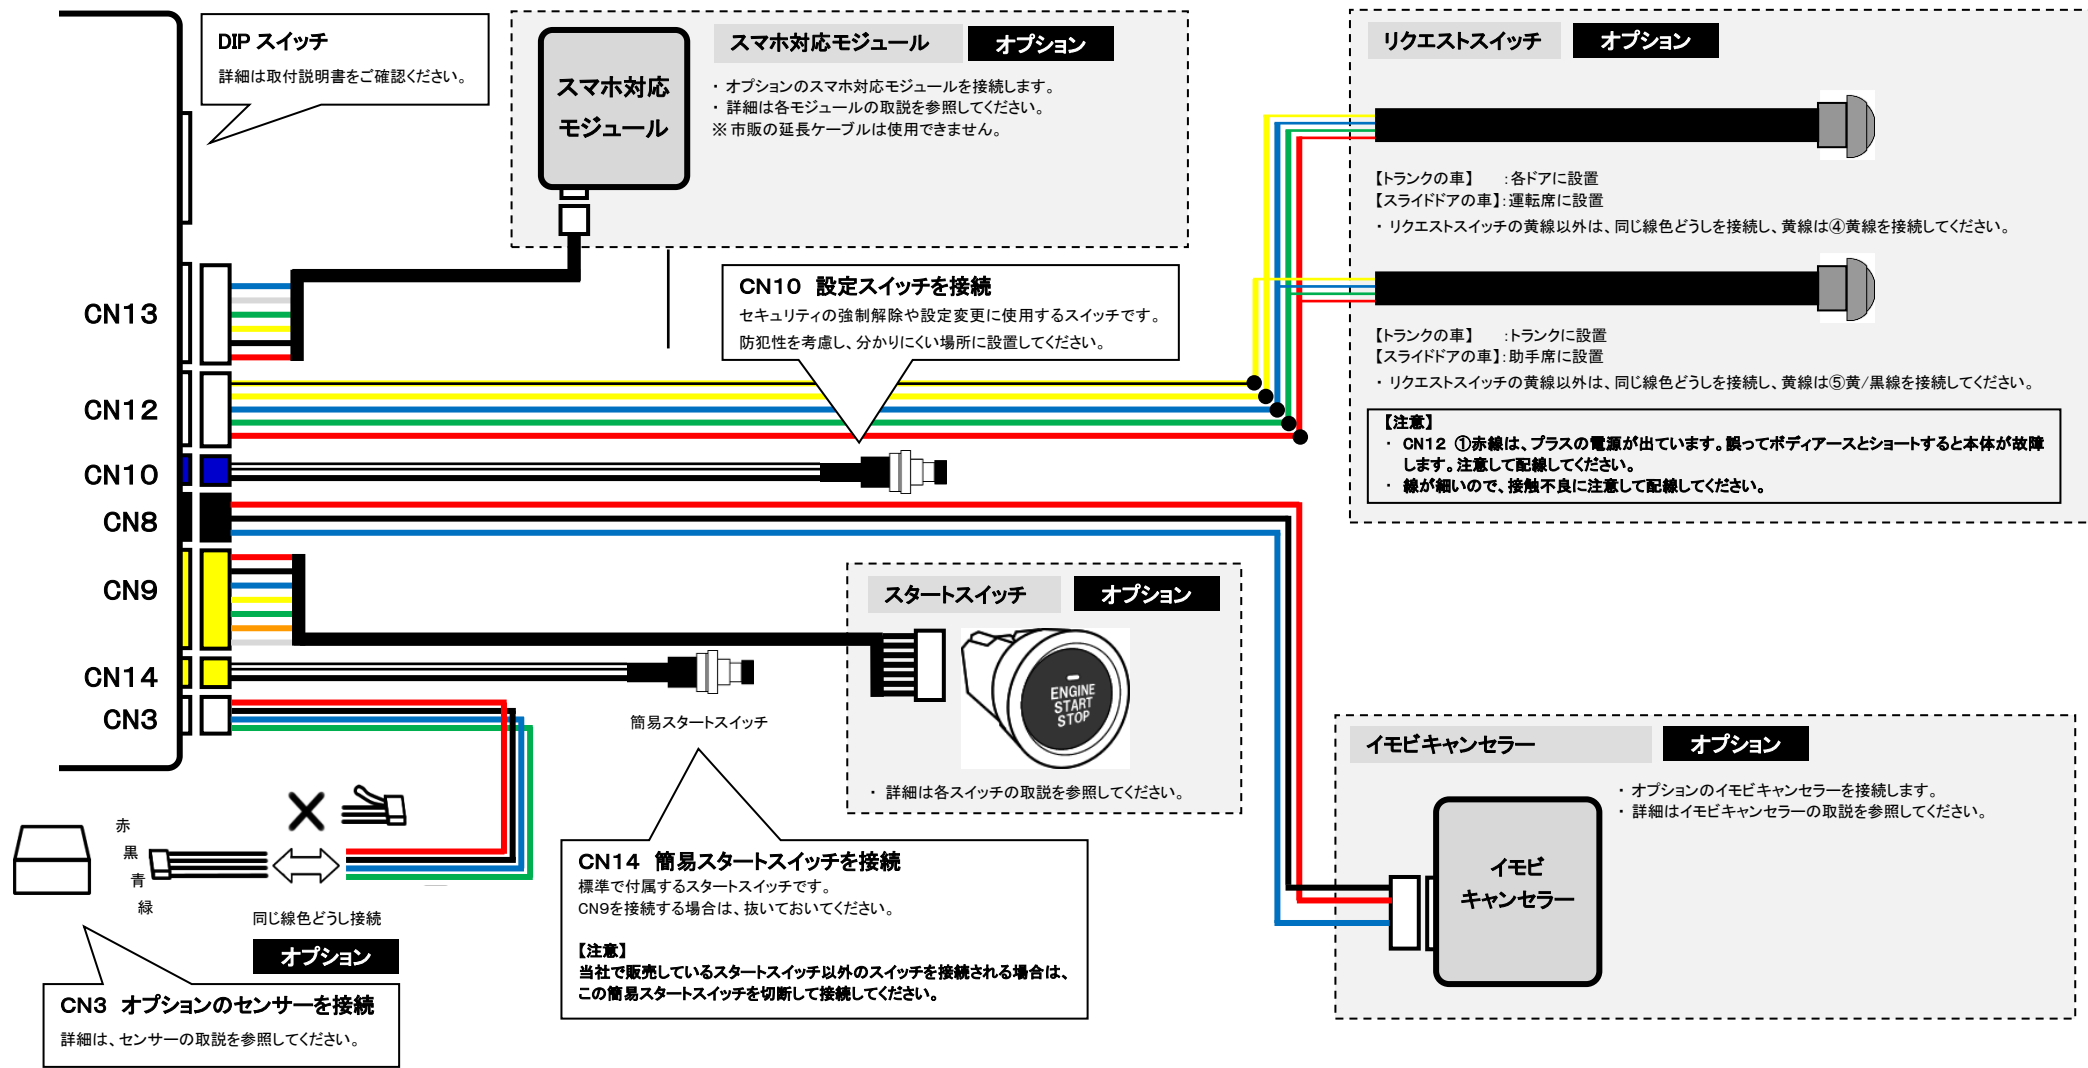 DIP スイッチ
詳細は取付説明書をご確認ください。
スマホ対応
モジュール
スマホ対応モジュール
オプション
・ オプションのスマホ対応モジュールを接続します。
・ 詳細は各モジュールの取説を参照してください。
※市販の延長ケーブルは使用できません。
リクエストスイッチ
オプション
【トランクの車】 :各ドアに設置
【スライドドアの車】:運転席に設置
・ リクエストスイッチの黄線以外は、同じ線色どうしを接続し、黄線は④黄線を接続してください。
【トランクの車】 :トランクに設置
【スライドドアの車】:助手席に設置
・ リクエストスイッチの黄線以外は、同じ線色どうしを接続し、黄線は⑤黄/黒線を接続してください。
【注意】
・ CN12 ①赤線は、プラスの電源が出ています。誤ってボディアースとショートすると本体が故障
します。注意して配線してください。
・ 線が細いので、接触不良に注意して配線してください。
CN10 設定スイッチを接続
セキュリティの強制解除や設定変更に使用するスイッチです。
防犯性を考慮し、分かりにくい場所に設置してください。
CN13
CN12
CN10
CN8
CN9
CN14
CN3
スタートスイッチ
オプション
ENGINE
START
STOP
・ 詳細は各スイッチの取説を参照してください。
簡易スタートスイッチ
CN14 簡易スタートスイッチを接続
標準で付属するスタートスイッチです。
CN9を接続する場合は、抜いておいてください。
【注意】
当社で販売しているスタートスイッチ以外のスイッチを接続される場合は、
この簡易スタートスイッチを切断して接続してください。
イモビキャンセラー
オプション
・ オプションのイモビキャンセラーを接続します。
・ 詳細はイモビキャンセラーの取説を参照してください。
イモビ
キャンセラー
赤
黒
青
緑
同じ線色どうし接続
オプション
CN3 オプションのセンサーを接続
詳細は、センサーの取説を参照してください。